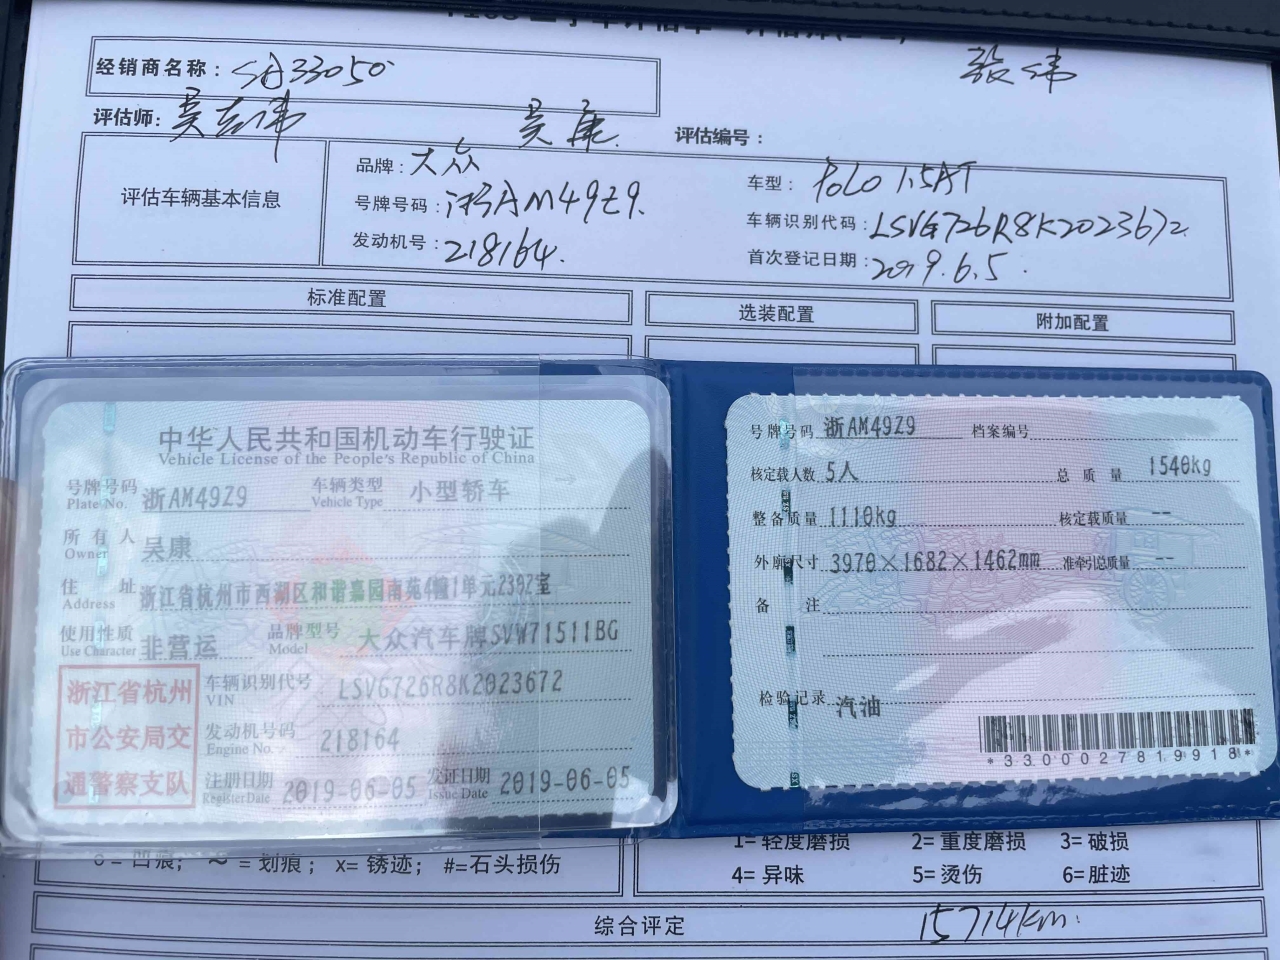 经销商名称：SA33050
张纬
评估师：吴志伟 吴康 评估编号：
评估车辆基本信息
品牌：大众 车型：POLO 1.5AT
号牌号码：浙AM49Z9. 车辆识别代码：LSVG726R8K2023672
发动机号：218164. 首次登记日期：2019.6.5.
标准配置 选装配置 附加配置
中华人民共和国机动车行驶证
Vehicle License of the People's Republic of China
号牌号码 浙AM49Z9 车辆类型 小型轿车
Plate No. Vehicle Type
所有人 吴康
Owner
住址 浙江省杭州市西湖区和谐嘉园南苑4幢1单元2302室
Address
使用性质 非营运 品牌型号 大众汽车牌SVW71511BG
Use Character Model
浙江省杭州市公安局交通警察支队
车辆识别代号 LSVG726R8K2023672
VIN
发动机号码 218164
Engine No.
注册日期 2019-06-05 发证日期 2019-06-05
Register Date Issue Date
号牌号码 浙AM49Z9 档案编号
核定载人数 5人 总质量 1540kg
整备质量 1110kg 核定载质量 --
外廓尺寸 3970×1682×1462mm 准牵引总质量 --
备注
检验记录 汽油
*3300027819918*
o = 凹痕； ～ = 划痕； x= 锈迹； #=石头损伤
1= 轻度磨损 2= 重度磨损 3= 破损
4= 异味 5= 烫伤 6= 脏迹
综合评定 15714km.